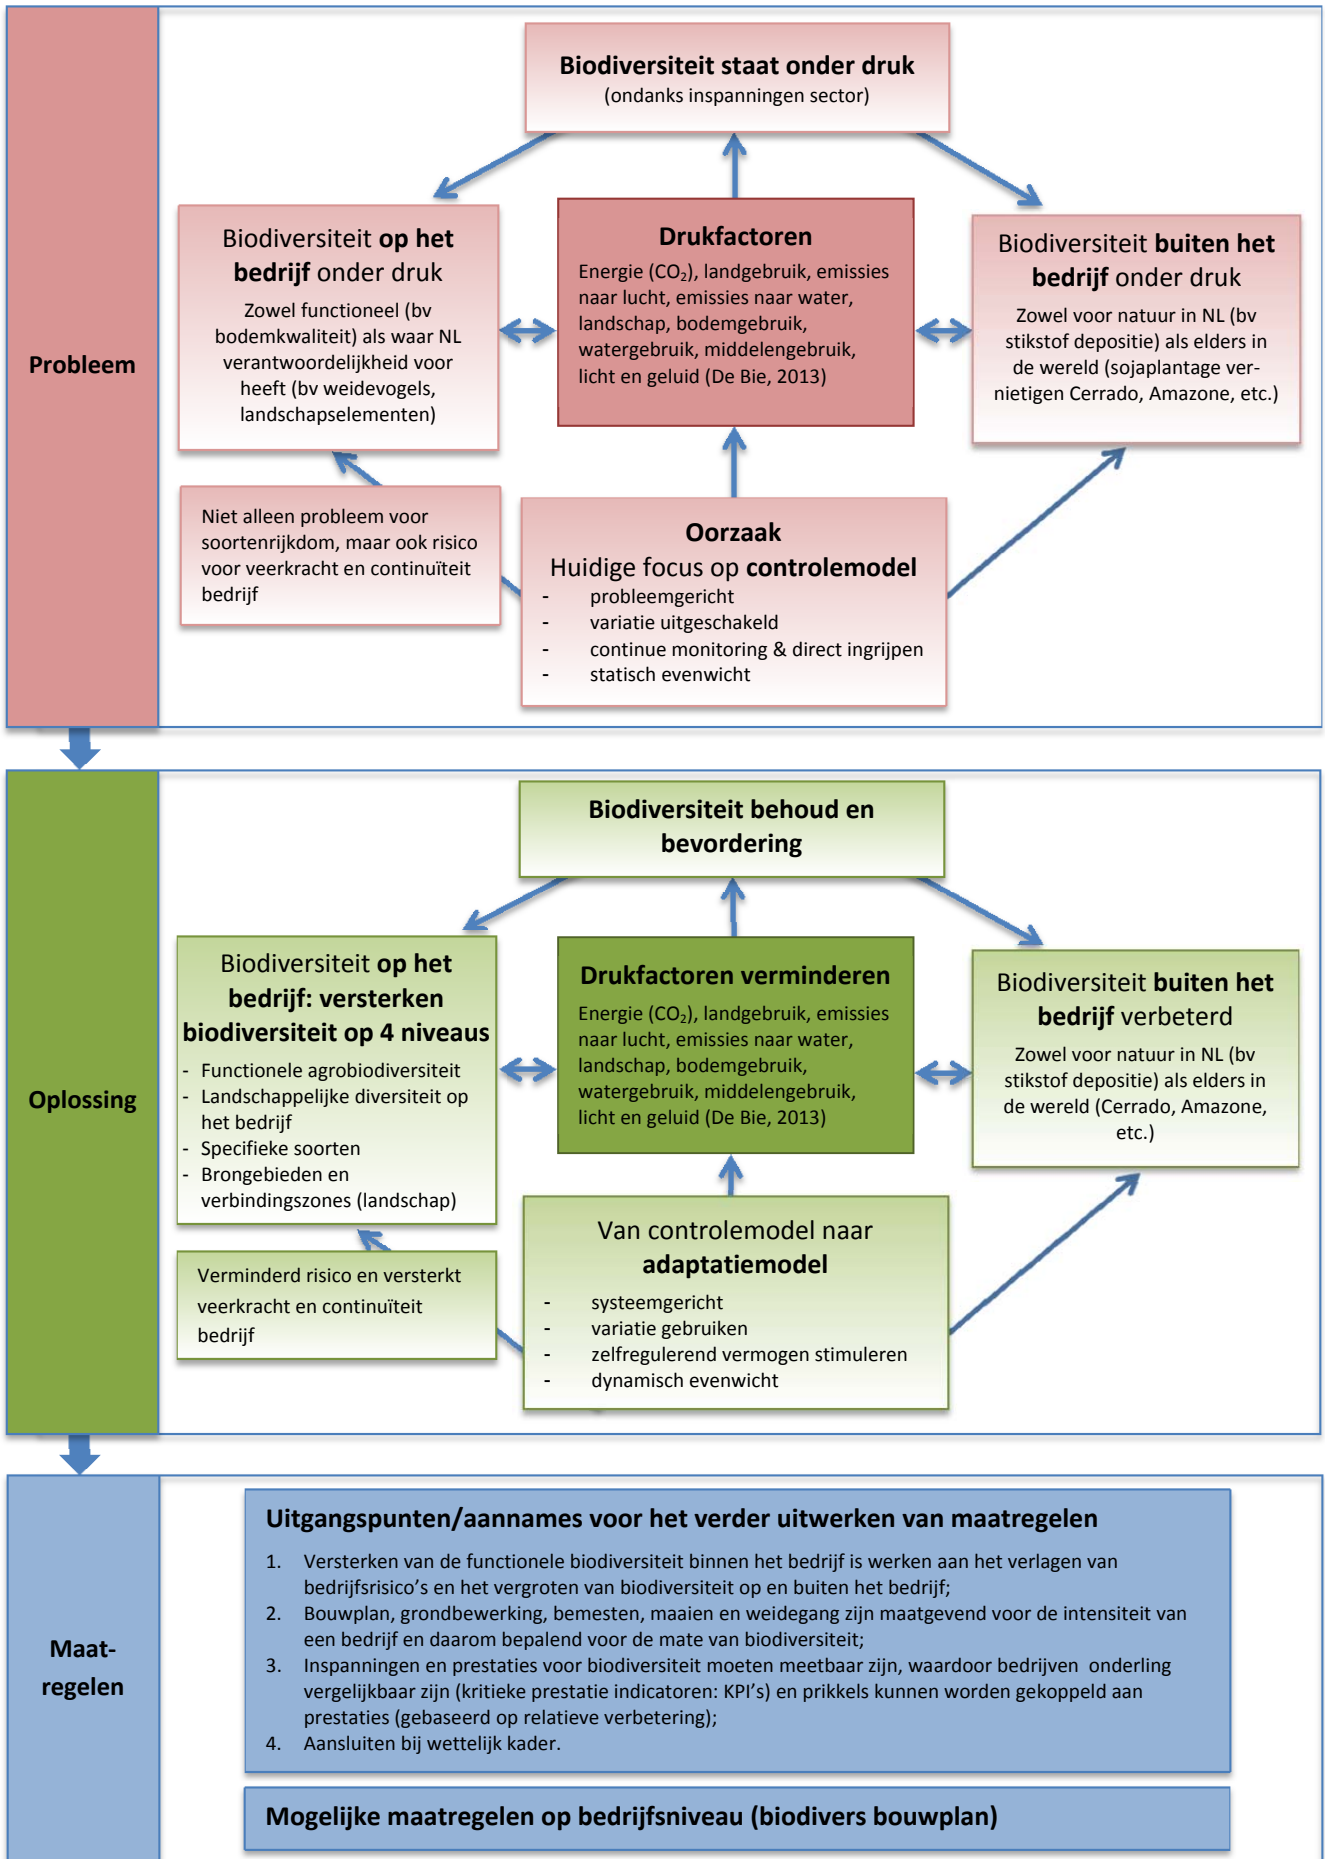 Probleem
Biodiversiteit staat onder druk
(ondanks inspanningen sector)
Biodiversiteit op het
bedrijf onder druk
Zowel functioneel (bv
bodemkwaliteit) als waar NL
verantwoordelijkheid voor
heeft (bv weidevogels,
landschapselementen)
Drukfactoren
Energie (CO₂), landgebruik, emissies
naar lucht, emissies naar water,
landschap, bodemgebruik,
watergebruik, middelengebruik,
licht en geluid (De Bie, 2013)
Biodiversiteit buiten het
bedrijf onder druk
Zowel voor natuur in NL (bv
stikstof depositie) als elders in
de wereld (sojaplantage ver-
nietigen Cerrado, Amazone, etc.)
Niet alleen probleem voor
soortenrijkdom, maar ook risico
voor veerkracht en continuïteit
bedrijf
Oorzaak
Huidige focus op controlemodel
- probleemgericht
- variatie uitgeschakeld
- continue monitoring & direct ingrijpen
- statisch evenwicht
Oplossing
Biodiversiteit behoud en
bevordering
Biodiversiteit op het
bedrijf: versterken
biodiversiteit op 4 niveaus
- Functionele agrobiodiversiteit
- Landschappelijke diversiteit op
het bedrijf
- Specifieke soorten
- Brongebieden en
verbindingszones (landschap)
Drukfactoren verminderen
Energie (CO₂), landgebruik, emissies
naar lucht, emissies naar water,
landschap, bodemgebruik,
watergebruik, middelengebruik,
licht en geluid (De Bie, 2013)
Biodiversiteit buiten het
bedrijf verbeterd
Zowel voor natuur in NL (bv
stikstof depositie) als elders in
de wereld (Cerrado, Amazone,
etc.)
Verminderd risico en versterkt
veerkracht en continuïteit
bedrijf
Van controlemodel naar
adaptatiemodel
- systeemgericht
- variatie gebruiken
- zelfregulerend vermogen stimuleren
- dynamisch evenwicht
Maat-
regelen
Uitgangspunten/aannames voor het verder uitwerken van maatregelen
1. Versterken van de functionele biodiversiteit binnen het bedrijf is werken aan het verlagen van
bedrijfsrisico's en het vergroten van biodiversiteit op en buiten het bedrijf;
2. Bouwplan, grondbewerking, bemesten, maaien en weidegang zijn maatgevend voor de intensiteit van
een bedrijf en daarom bepalend voor de mate van biodiversiteit;
3. Inspanningen en prestaties voor biodiversiteit moeten meetbaar zijn, waardoor bedrijven onderling
vergelijkbaar zijn (kritieke prestatie indicatoren: KPI's) en prikkels kunnen worden gekoppeld aan
prestaties (gebaseerd op relatieve verbetering);
4. Aansluiten bij wettelijk kader.
Mogelijke maatregelen op bedrijfsniveau (biodivers bouwplan)